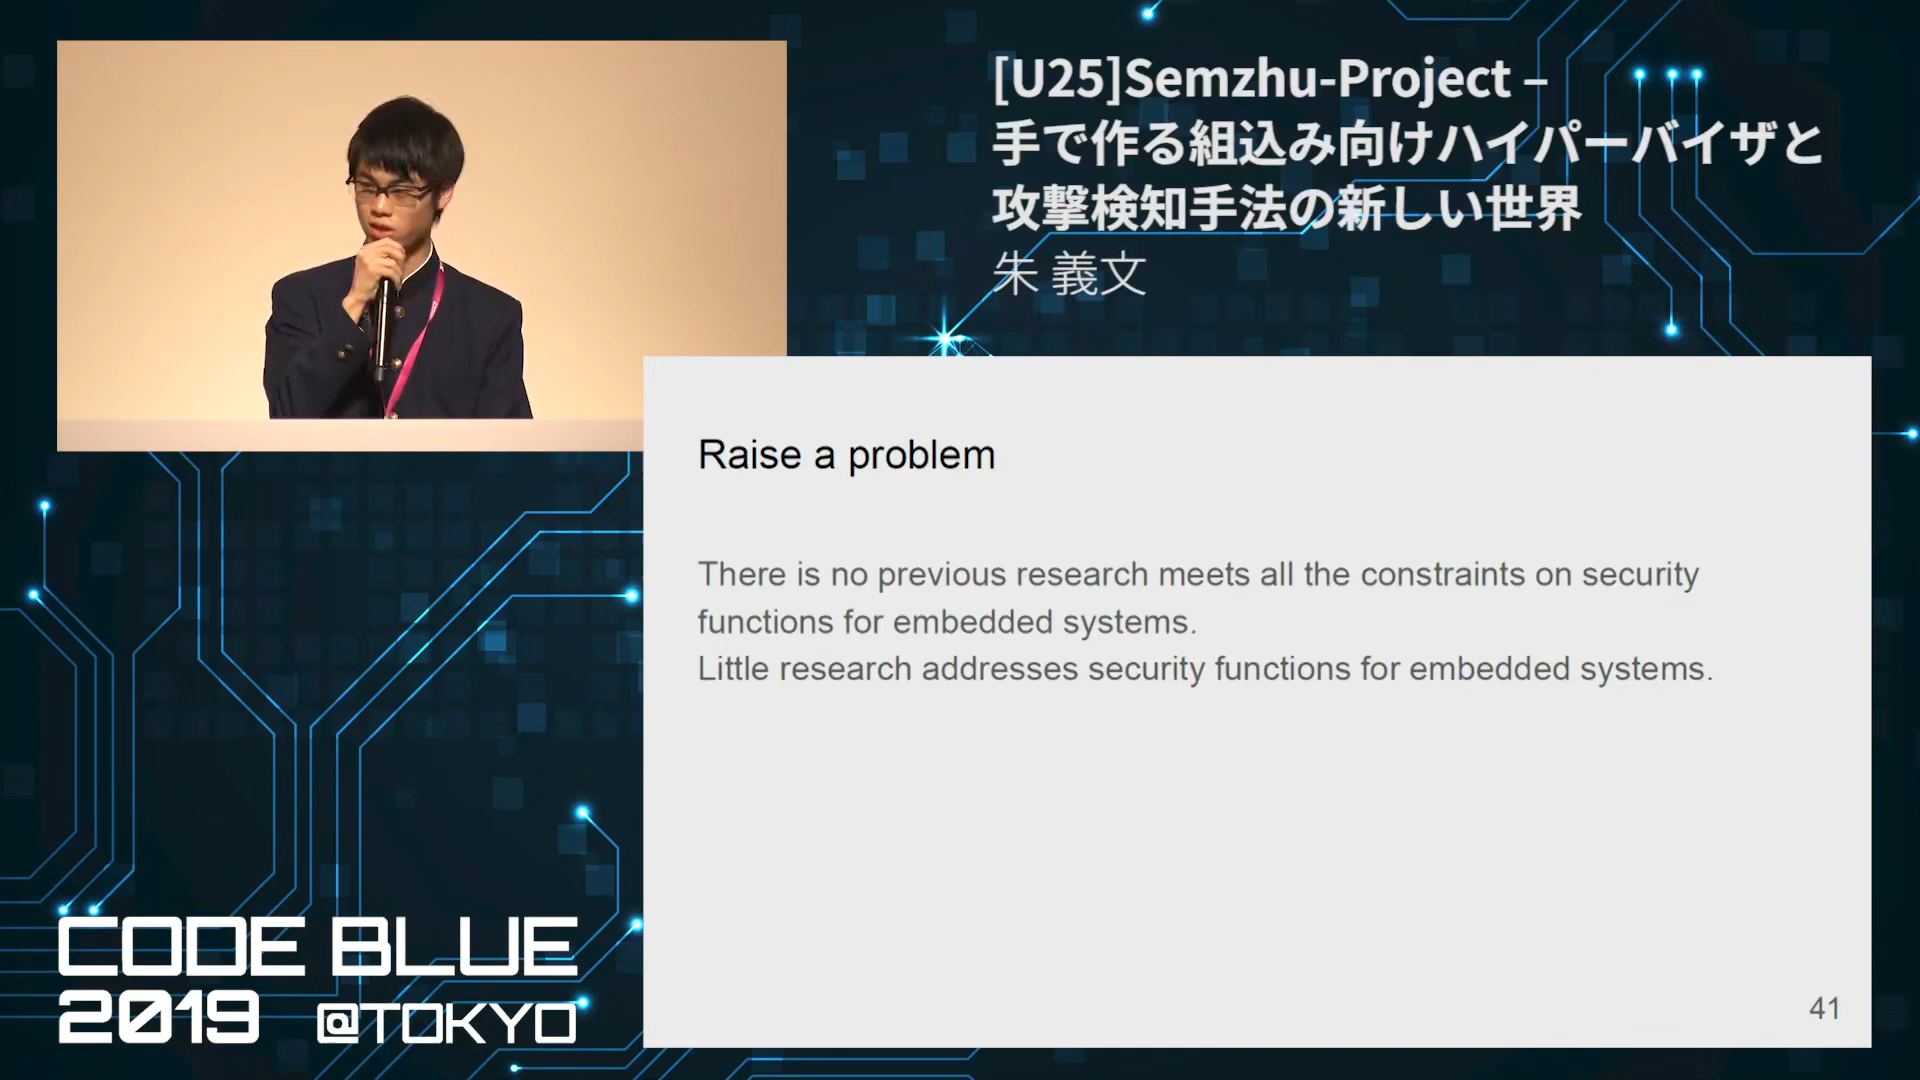 [U25]Semzhu-Project –
手で作る組込み向けハイパーバイザと
攻撃検知手法の新しい世界
朱 義文
Raise a problem
There is no previous research meets all the constraints on security
functions for embedded systems.
Little research addresses security functions for embedded systems.
41
CODE BLUE
2019 @TOKYO